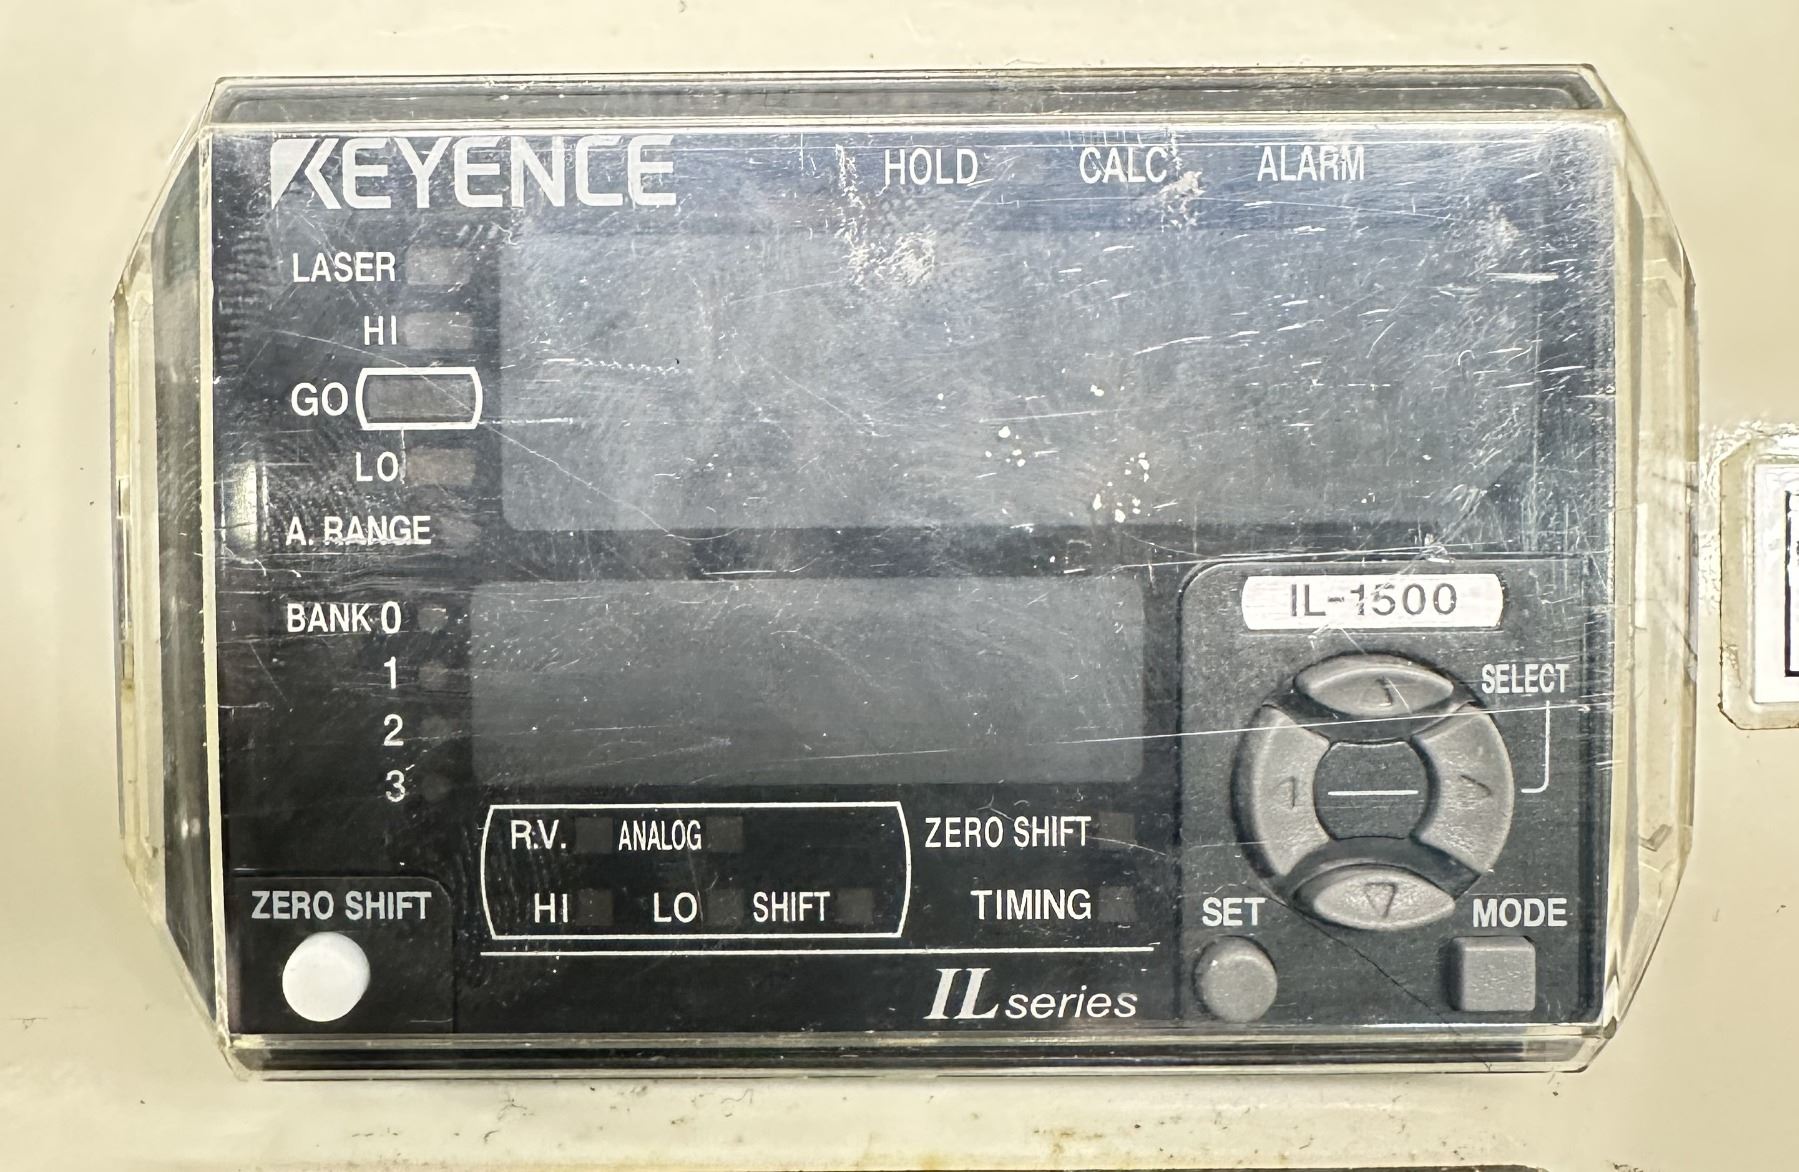 KEYENCE
HOLD CALC ALARM
LASER
HI
GO
LO
A. RANGE
BANK 0
1
2
3
IL-1500
SELECT
R.V. ANALOG
HI LO SHIFT
ZERO SHIFT
TIMING
ZERO SHIFT
SET MODE
IL series